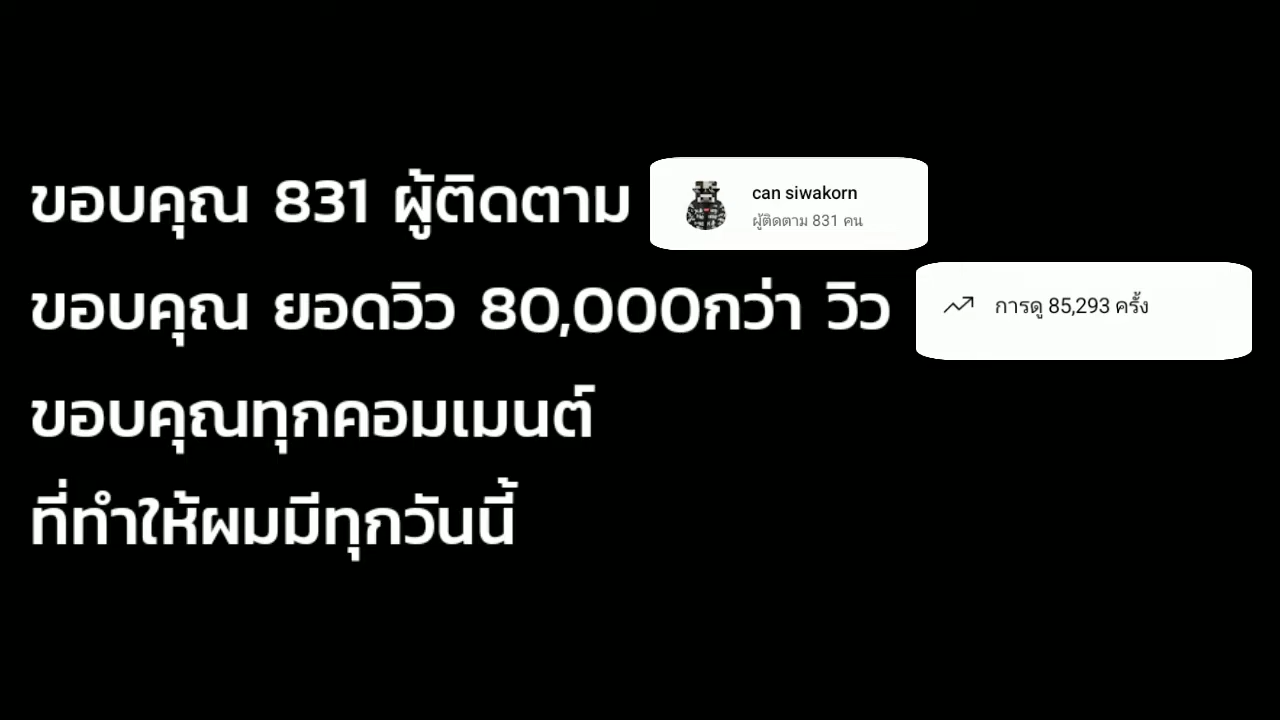 ขอบคุณ 831 ผู้ติดตาม
can siwakorn
ผู้ติดตาม 831 คน
ขอบคุณ ยอดวิว 80,000กว่า วิว
การดู 85,293 ครั้ง
ขอบคุณทุกคอมเมนต์
ที่ทำให้ผมมีทุกวันนี้